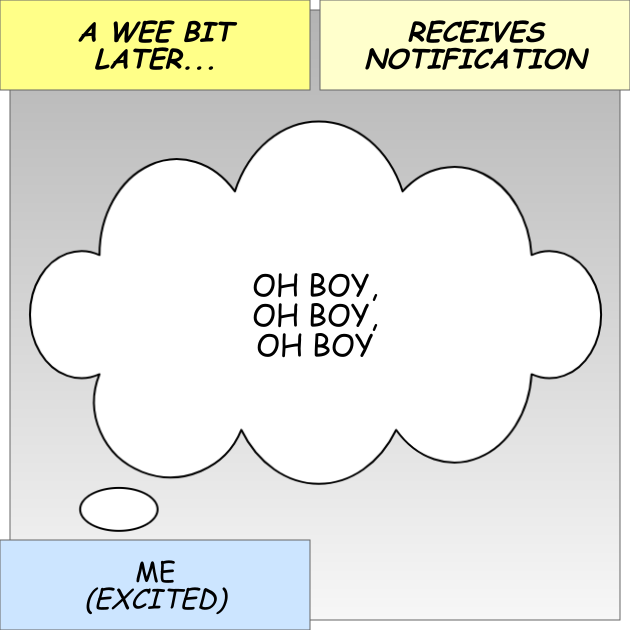 A WEE BIT
LATER...
RECEIVES
NOTIFICATION
OH BOY,
OH BOY,
OH BOY
ME
(EXCITED)